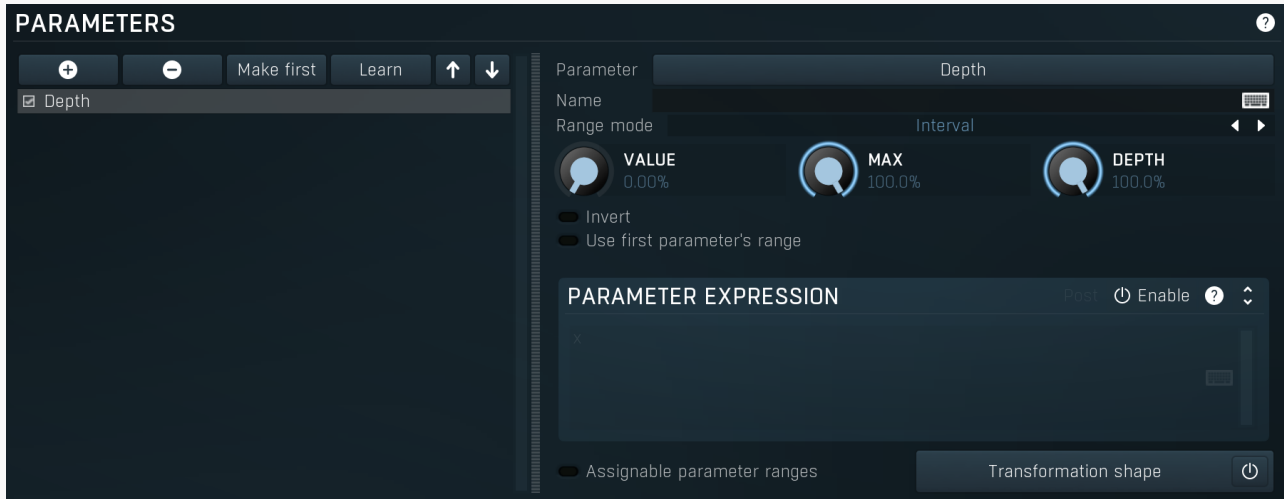 PARAMETERS
Make first Learn
Depth
Parameter Depth
Name
Range mode Interval
VALUE
0.00%
MAX
100.0%
DEPTH
100.0%
Invert
Use first parameter's range
PARAMETER EXPRESSION Post Enable ?
x
Assignable parameter ranges Transformation shape